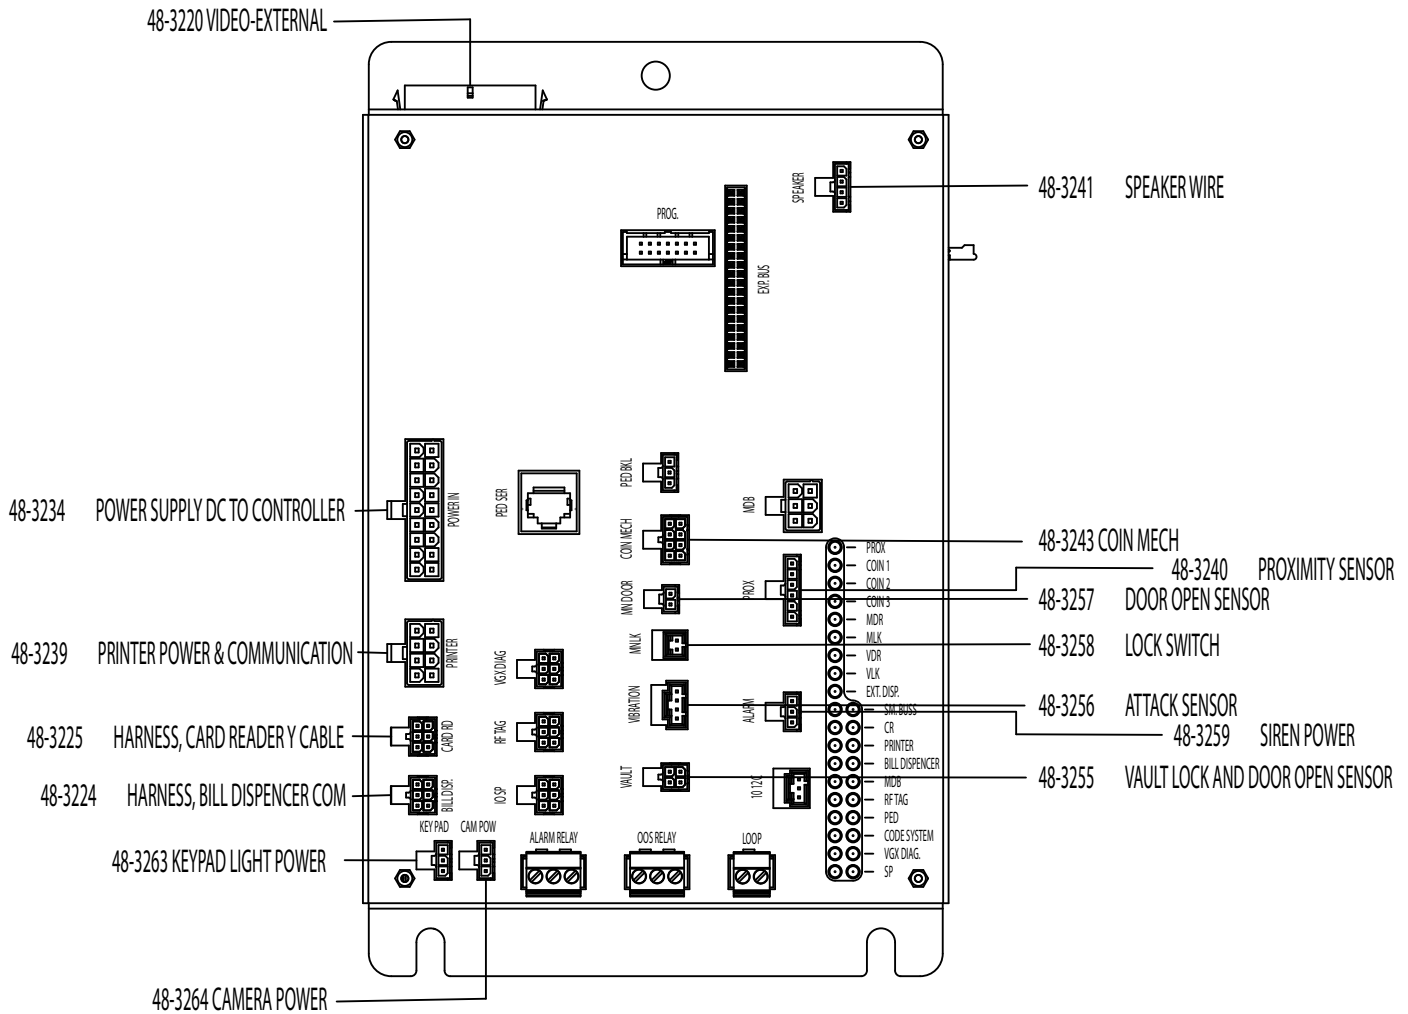 48-3220 VIDEO-EXTERNAL
SPEAKER
48-3241 SPEAKER WIRE
PROG.
EXP. BUS
48-3234 POWER SUPPLY DC TO CONTROLLER
POWER IN
PED SER
PED BKL
MDB
COIN MECH
48-3243 COIN MECH
PROX
48-3240 PROXIMITY SENSOR
MN DOOR
48-3257 DOOR OPEN SENSOR
MNLK
48-3258 LOCK SWITCH
48-3239 PRINTER POWER & COMMUNICATION
PRINTER
VGX DIAG
VIBRATION
48-3256 ATTACK SENSOR
ALARM
48-3259 SIREN POWER
48-3225 HARNESS, CARD READER Y CABLE
CARD RD
RF TAG
VAULT
48-3255 VAULT LOCK AND DOOR OPEN SENSOR
48-3224 HARNESS, BILL DISPENCER COM
BILL DISP.
IO SP
10 12C
PROX
COIN 1
COIN 2
COIN 3
MDR
MLK
VDR
VLK
EXT. DISP.
SM. BUSS
CR
PRINTER
BILL DISPENCER
MDB
RF TAG
PED
CODE SYSTEM
VGX DIAG.
SP
KEY PAD
CAM POW
ALARM RELAY
OOS RELAY
LOOP
48-3263 KEYPAD LIGHT POWER
48-3264 CAMERA POWER